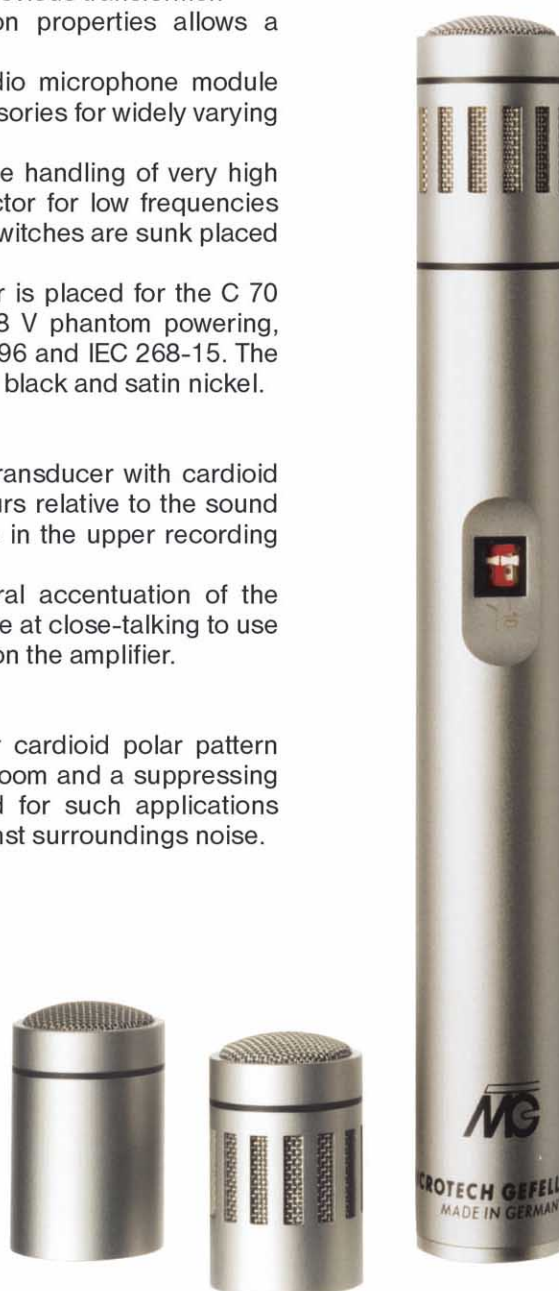 on properties allows a
dio microphone module
sories for widely varying
e handling of very high
ctor for low frequencies
witches are sunk placed
r is placed for the C 70
8 V phantom powering,
96 and IEC 268-15. The
black and satin nickel.
ransducer with cardioid
urs relative to the sound
in the upper recording
ral accentuation of the
e at close-talking to use
on the amplifier.
cardioid polar pattern
oom and a suppressing
d for such applications
nst surroundings noise.
MG
CROTECH GEFELL
MADE IN GERMAN